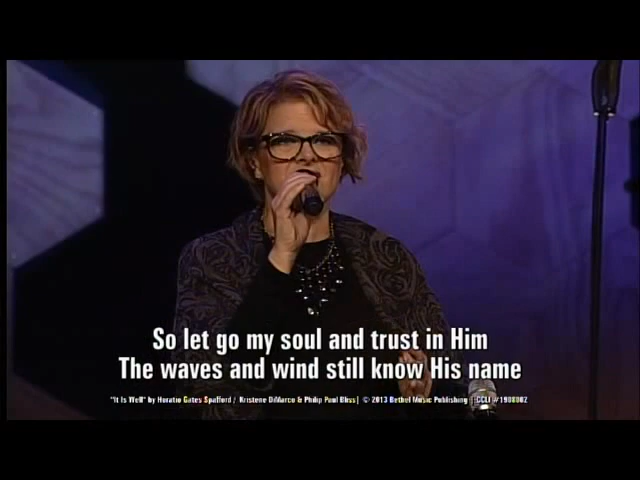 So let go my soul and trust in Him
The waves and wind still know His name
"It Is Well" by Horatio Gates Spafford / Kristene DiMarco & Philip Paul Bliss| © 2013 Bethel Music Publishing | CCLI #1908082